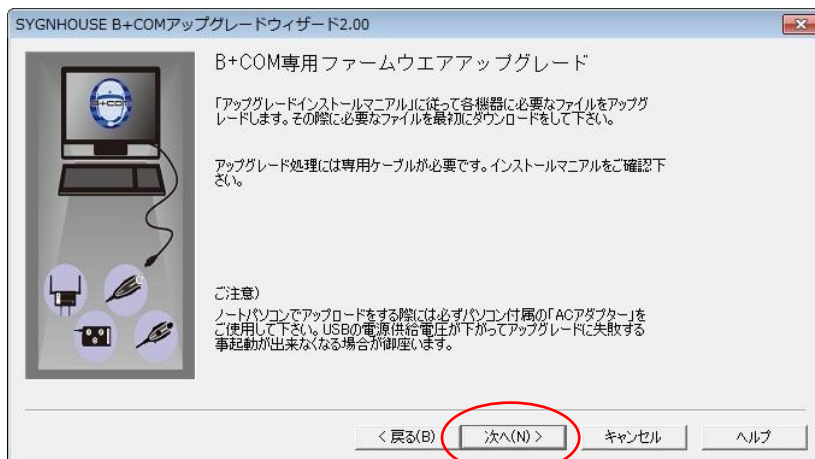 SYGNHOUSE B+COMアップグレードウィザード2.00
B+COM専用ファームウエアアップグレード
「アップグレードインストールマニアル」に従って各機器に必要なファイルをアップグ
レードします。その際に必要なファイルを最初にダウンロードをして下さい。
アップグレード処理には専用ケーブルが必要です。インストールマニアルをご確認下
さい。
B+COM
ご注意)
ノートパソコンでアップロードをする際には必ずパソコン付属の「ACアダプター」を
ご使用して下さい。USBの電源供給電圧が下がってアップグレードに失敗する
事起動が出来なくなる場合が御座います。
< 戻る(B)
次へ(N) >
キャンセル
ヘルプ